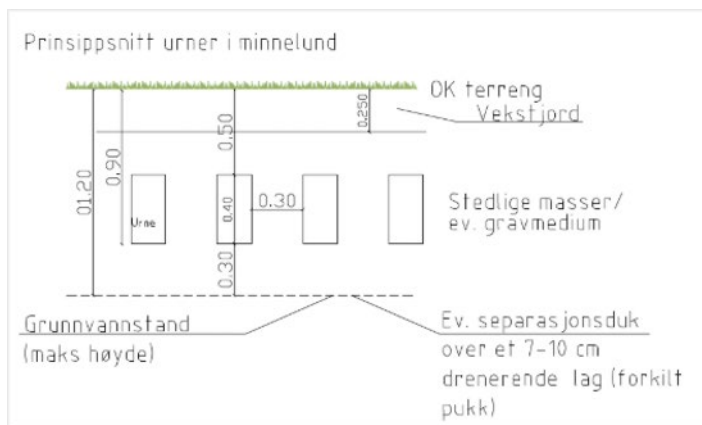 Prinsippsnitt urner i minnelund
OK terreng
Vekstjord
0.250
0.50
0.90
01.20
0.30
0.40
Urne
Stedlige masser/
ev. gravmedium
0.30
Grunnvannstand
(maks høyde)
Ev. separasjonsduk
over et 7-10 cm
drenerende lag (forkilt
pukk)